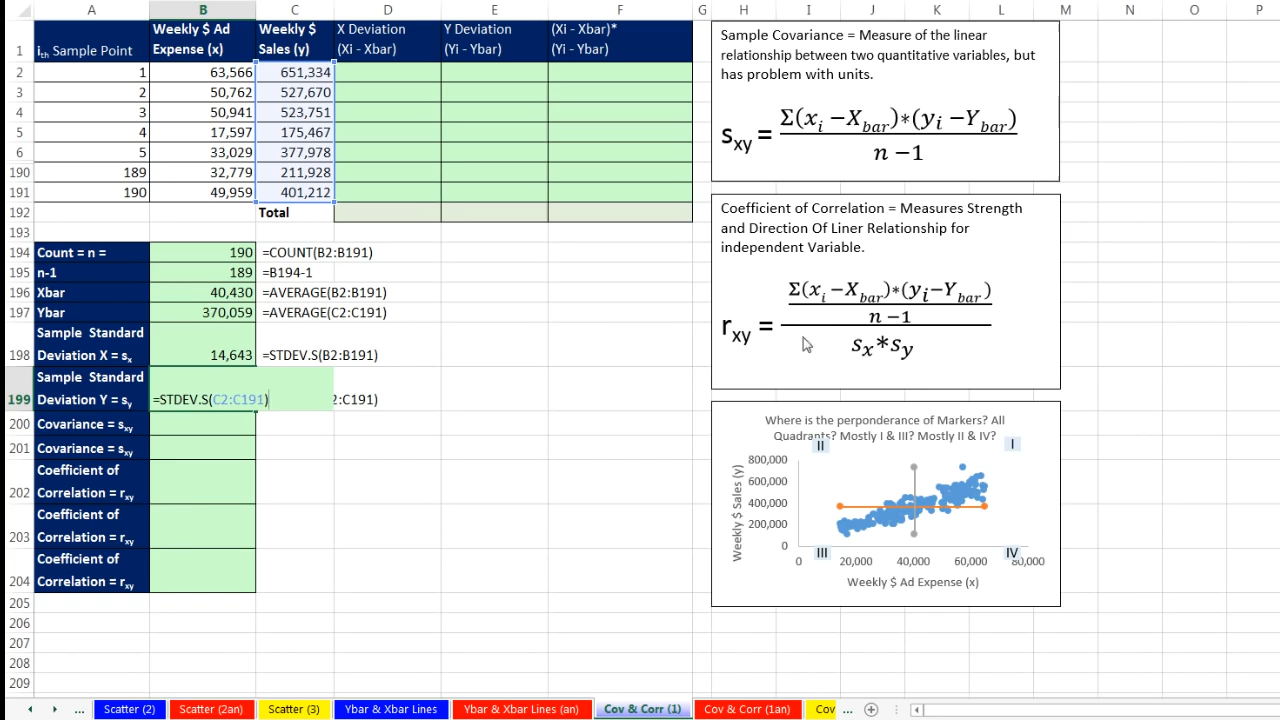 A B C D E F G H I J K L M N O P
1 i th Sample Point Weekly $ Ad Expense (x) Weekly $ Sales (y) X Deviation (Xi - Xbar) Y Deviation (Yi - Ybar) (Xi - Xbar)* (Yi - Ybar)
2 1 63,566 651,334
3 2 50,762 527,670
4 3 50,941 523,751
5 4 17,597 175,467
6 5 33,029 377,978
190 189 32,779 211,928
191 190 49,959 401,212
192 Total
193
194 Count = n = 190 =COUNT(B2:B191)
195 n-1 189 =B194-1
196 Xbar 40,430 =AVERAGE(B2:B191)
197 Ybar 370,059 =AVERAGE(C2:C191)
Sample Standard
198 Deviation X = sx 14,643 =STDEV.S(B2:B191)
Sample Standard
199 Deviation Y = sy =STDEV.S(C2:C191) 2:C191)
200 Covariance = sxy
201 Covariance = sxy
Coefficient of
202 Correlation = rxy
Coefficient of
203 Correlation = rxy
Coefficient of
204 Correlation = rxy
205
206
207
208
209
Sample Covariance = Measure of the linear
relationship between two quantitative variables, but
has problem with units.
sxy = Σ(xi −Xbar)∗(yi −Ybar)
n −1
Coefficient of Correlation = Measures Strength
and Direction Of Liner Relationship for
independent Variable.
rxy = Σ(xi−Xbar)∗(yi−Ybar)
n −1
sx∗sy
Where is the perponderance of Markers? All
Quadrants? Mostly I & III? Mostly II & IV?
II I
Weekly $ Sales (y)
800,000
600,000
400,000
200,000
0
III IV
0 20,000 40,000 60,000 80,000
Weekly $ Ad Expense (x)
... Scatter (2) Scatter (2an) Scatter (3) Ybar & Xbar Lines Ybar & Xbar Lines (an) Cov & Corr (1) Cov & Corr (1an) Cov ...